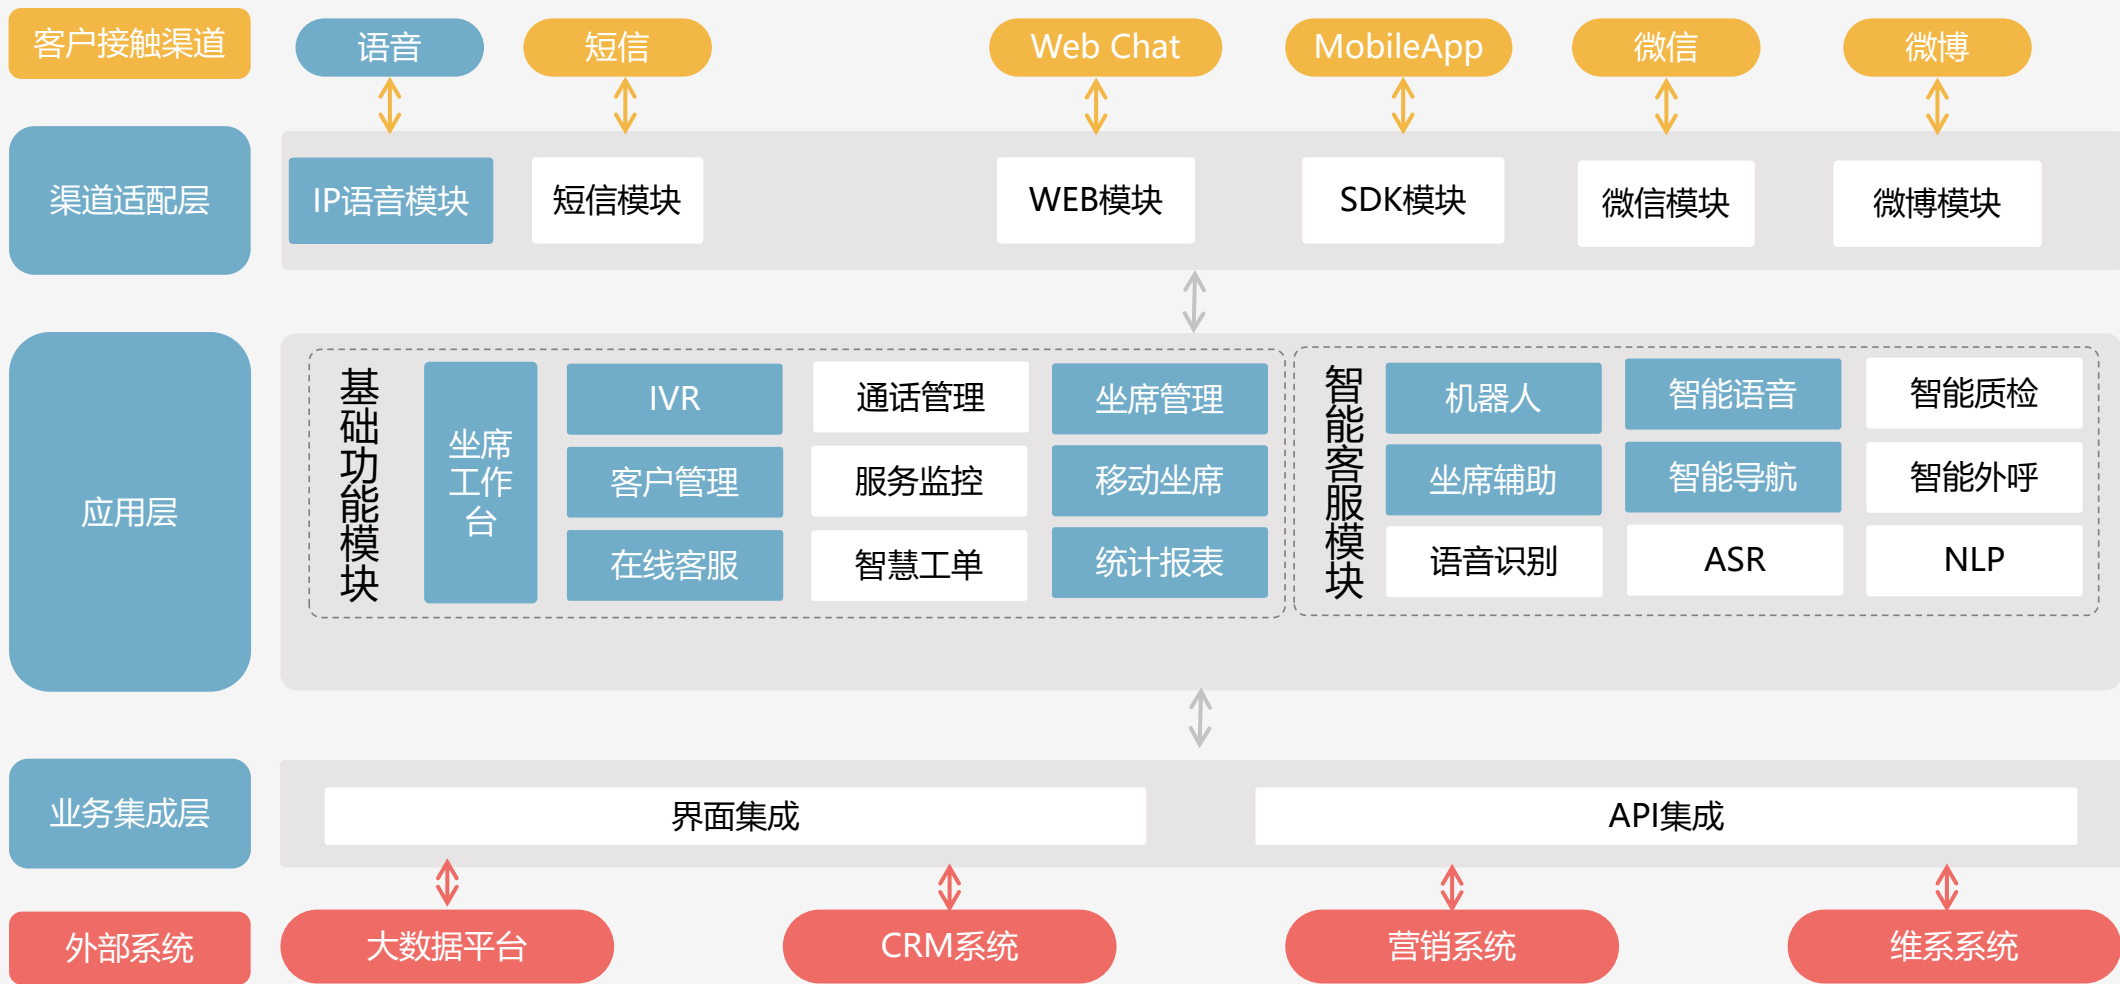 客户接触渠道
语音
短信
Web Chat
MobileApp
微信
微博
渠道适配层
IP语音模块
短信模块
WEB模块
SDK模块
微信模块
微博模块
应用层
基础功能模块
坐席
工作
台
IVR
通话管理
坐席管理
客户管理
服务监控
移动坐席
在线客服
智慧工单
统计报表
智能客服模块
机器人
智能语音
智能质检
坐席辅助
智能导航
智能外呼
语音识别
ASR
NLP
业务集成层
界面集成
API集成
外部系统
大数据平台
CRM系统
营销系统
维系系统